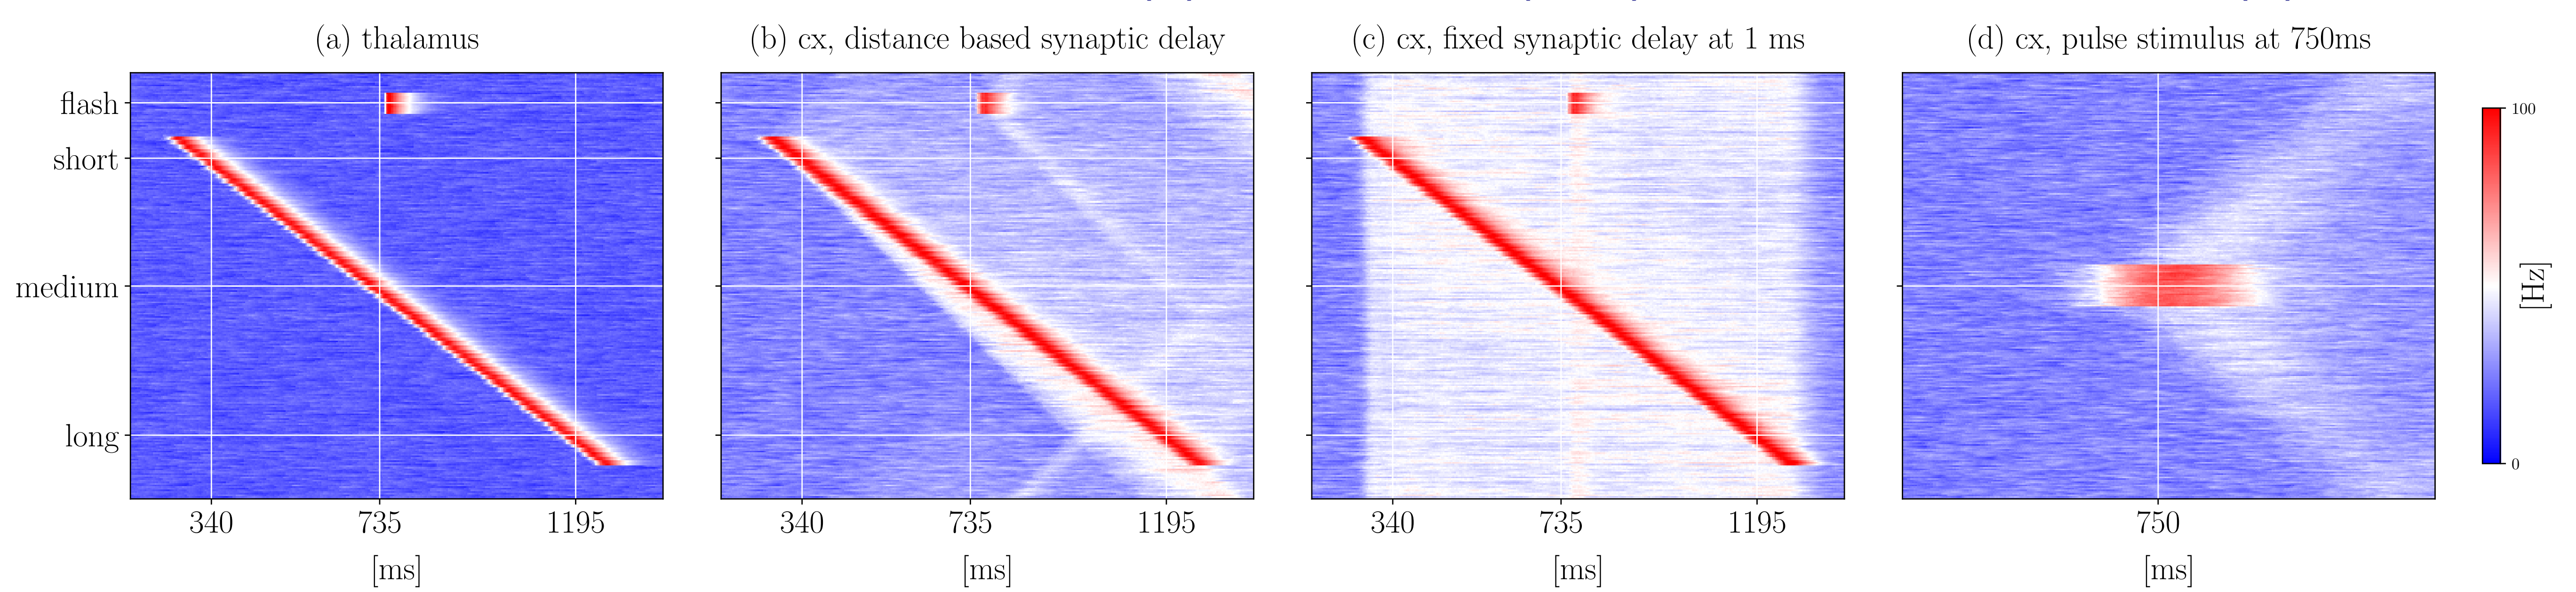 (a) thalamus
(b) cx, distance based synaptic delay
(c) cx, fixed synaptic delay at 1 ms
(d) cx, pulse stimulus at 750ms
flash
short
medium
long
340 735 1195
340 735 1195
340 735 1195
750
[ms]
[ms]
[ms]
[ms]
100
[Hz]
0